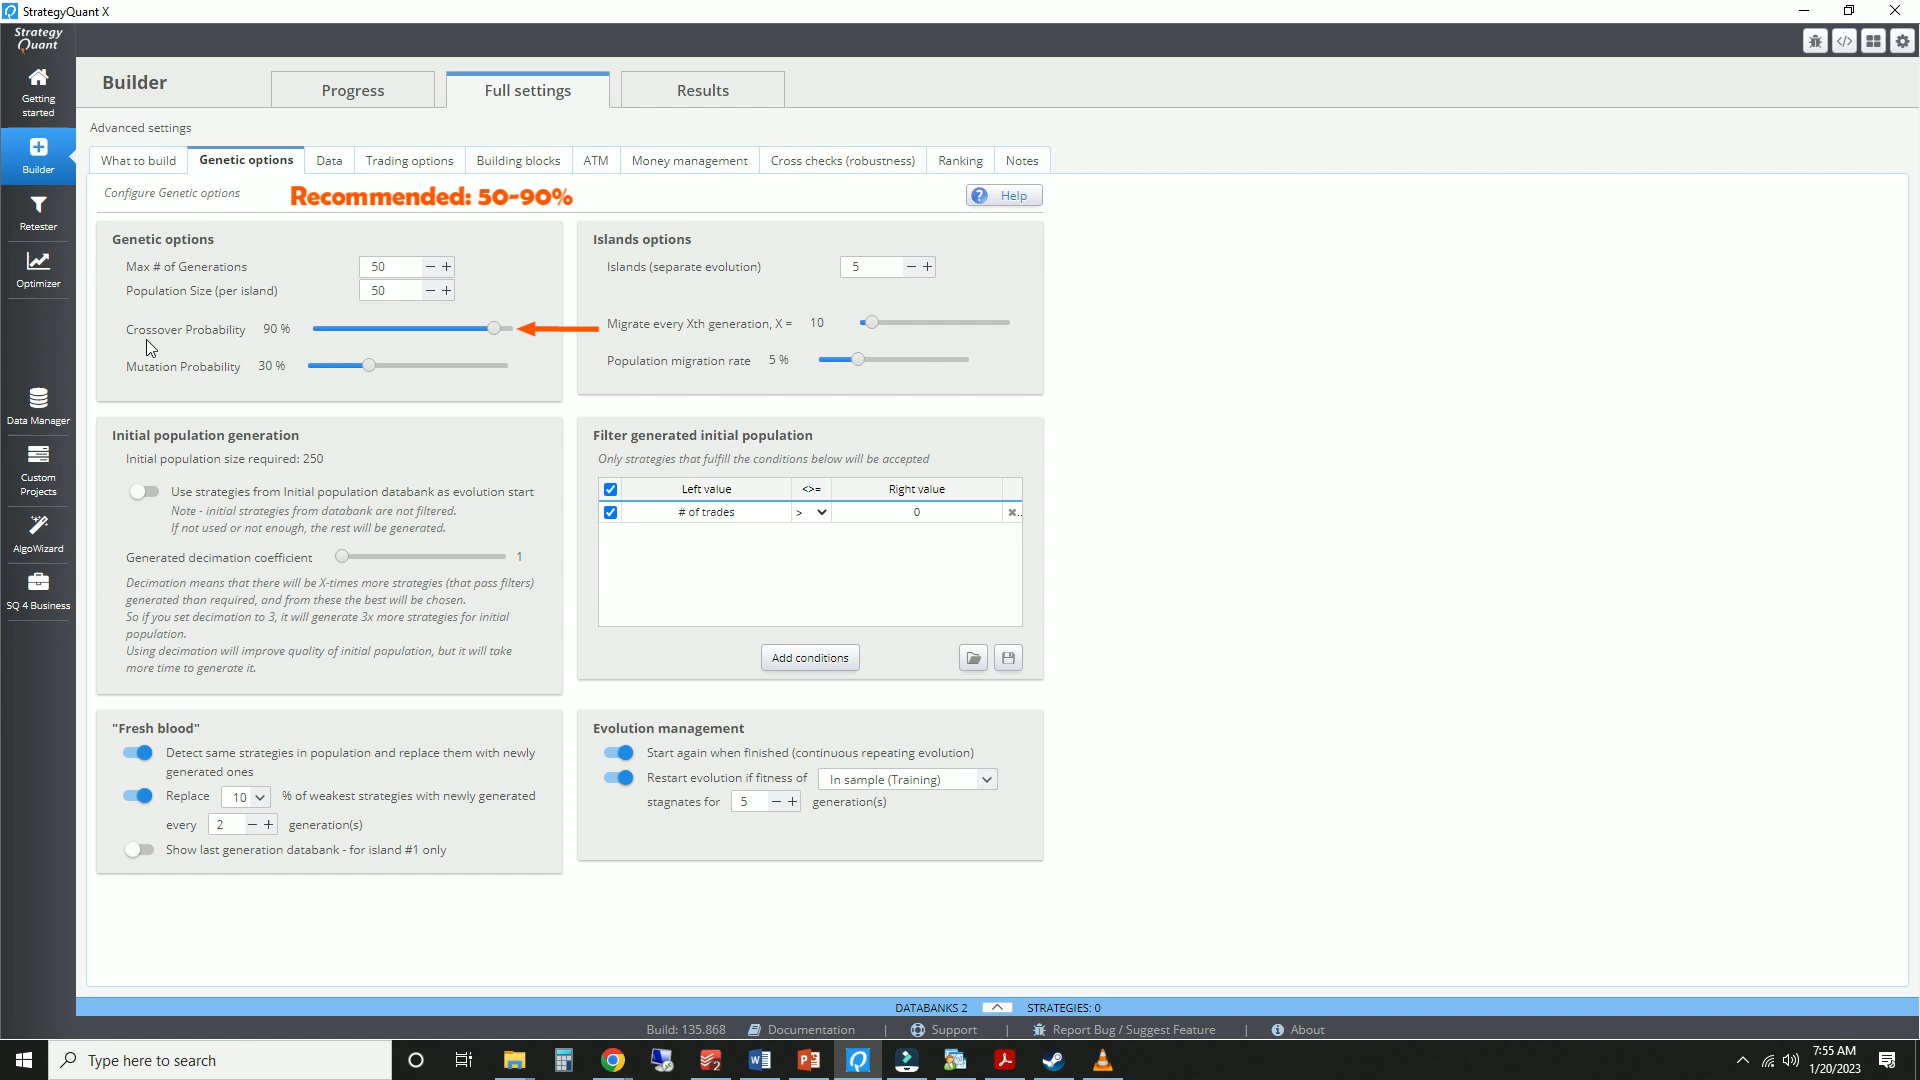 StrategyQuant X
Strategy
Quant
Getting
started
Builder
Retester
Optimizer
Data Manager
Custom
Projects
AlgoWizard
SQ 4 Business
Builder
Progress
Full settings
Results
Advanced settings
What to build
Genetic options
Data
Trading options
Building blocks
ATM
Money management
Cross checks (robustness)
Ranking
Notes
Configure Genetic options
Recommended: 50-90%
? Help
Genetic options
Max # of Generations 50 - +
Population Size (per island) 50 - +
Crossover Probability 90 %
Mutation Probability 30 %
Islands options
Islands (separate evolution) 5 - +
Migrate every Xth generation, X = 10
Population migration rate 5 %
Initial population generation
Initial population size required: 250
Use strategies from Initial population databank as evolution start
Note - initial strategies from databank are not filtered.
If not used or not enough, the rest will be generated.
Generated decimation coefficient 1
Decimation means that there will be X-times more strategies (that pass filters)
generated than required, and from these the best will be chosen.
So if you set decimation to 3, it will generate 3x more strategies for initial
population.
Using decimation will improve quality of initial population, but it will take
more time to generate it.
Filter generated initial population
Only strategies that fulfill the conditions below will be accepted
Left value <>= Right value
# of trades > 0
Add conditions
"Fresh blood"
Detect same strategies in population and replace them with newly
generated ones
Replace 10 % of weakest strategies with newly generated
every 2 - + generation(s)
Show last generation databank - for island #1 only
Evolution management
Start again when finished (continuous repeating evolution)
Restart evolution if fitness of In sample (Training)
stagnates for 5 - + generation(s)
DATABANKS 2 STRATEGIES: 0
Build: 135.868 Documentation | Support | Report Bug / Suggest Feature | About
Type here to search
7:55 AM
1/20/2023